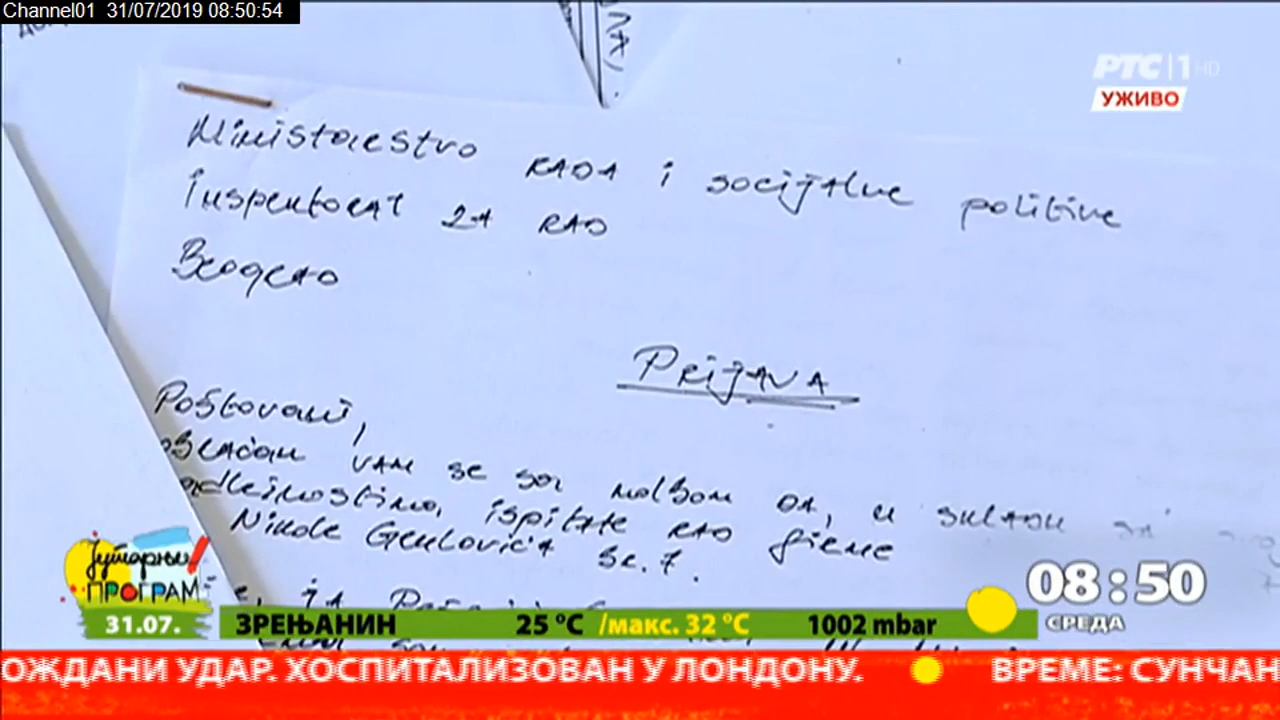 Channel01 31/07/2019 08:50:54
РТС|1 HD
УЖИВО
Ministarstvo RADA i socijalne politike
inspektorat ZA RAD
Beograd
PRIJAVA
Poštovani,
OBRAĆAM VAM se SA MOLBOM DA, u SKLADU SA
ispitate RAD firme
Nikole
br. 7.
Јутарњи!
ПРОГРАМ
31.07.
ЗРЕЊАНИН 25 °C /макс. 32 °C 1002 mbar
08:50
СРЕДА
ОЖДАНИ УДАР. ХОСПИТАЛИЗОВАН У ЛОНДОНУ. ВРЕМЕ: СУНЧАН